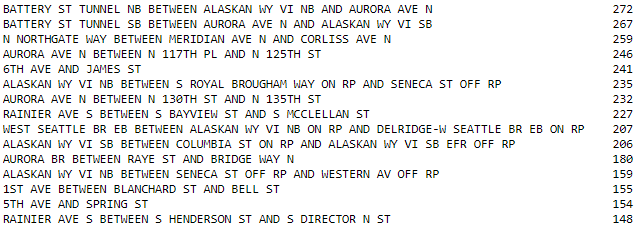 BATTERY ST TUNNEL NB BETWEEN ALASKAN WY VI NB AND AURORA AVE N 272
BATTERY ST TUNNEL SB BETWEEN AURORA AVE N AND ALASKAN WY VI SB 267
N NORTHGATE WAY BETWEEN MERIDIAN AVE N AND CORLISS AVE N 259
AURORA AVE N BETWEEN N 117TH PL AND N 125TH ST 246
6TH AVE AND JAMES ST 241
ALASKAN WY VI NB BETWEEN S ROYAL BROUGHAM WAY ON RP AND SENECA ST OFF RP 235
AURORA AVE N BETWEEN N 130TH ST AND N 135TH ST 232
RAINIER AVE S BETWEEN S BAYVIEW ST AND S MCCLELLAN ST 227
WEST SEATTLE BR EB BETWEEN ALASKAN WY VI NB ON RP AND DELRIDGE-W SEATTLE BR EB ON RP 207
ALASKAN WY VI SB BETWEEN COLUMBIA ST ON RP AND ALASKAN WY VI SB EFR OFF RP 206
AURORA BR BETWEEN RAYE ST AND BRIDGE WAY N 180
ALASKAN WY VI NB BETWEEN SENECA ST OFF RP AND WESTERN AV OFF RP 159
1ST AVE BETWEEN BLANCHARD ST AND BELL ST 155
5TH AVE AND SPRING ST 154
RAINIER AVE S BETWEEN S HENDERSON ST AND S DIRECTOR N ST 148